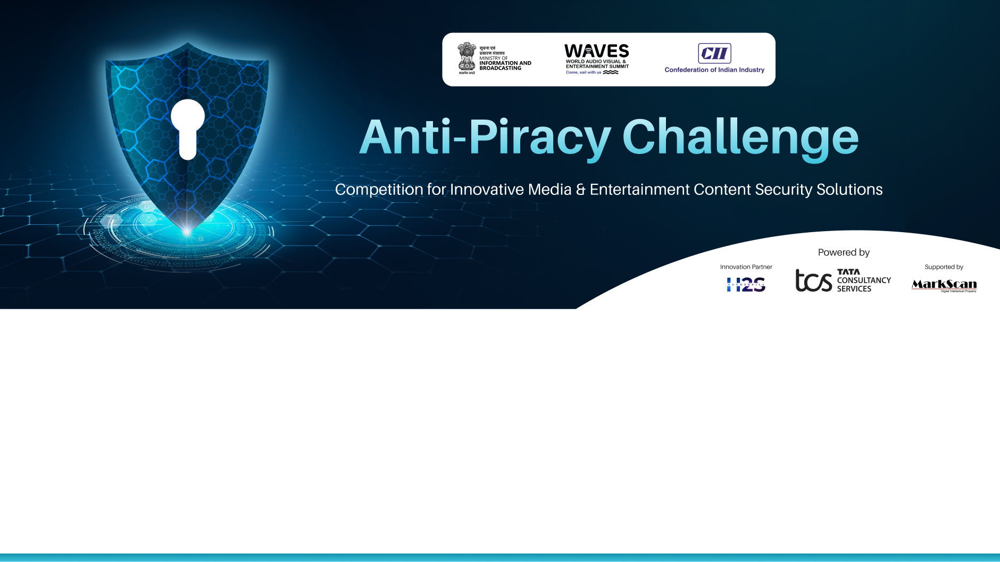 सूचना एवं
प्रसारण मंत्रालय
MINISTRY OF
INFORMATION AND
BROADCASTING
सत्यमेव जयते
WAVES
WORLD AUDIO VISUAL &
ENTERTAINMENT SUMMIT
Come, sail with us
CII
Confederation of Indian Industry
Anti-Piracy Challenge
Competition for Innovative Media & Entertainment Content Security Solutions
Powered by
Innovation Partner
H2S
HACK2SKILL
tcs
TATA
CONSULTANCY
SERVICES
Supported by
MarkScan
Digital Intellectual Property